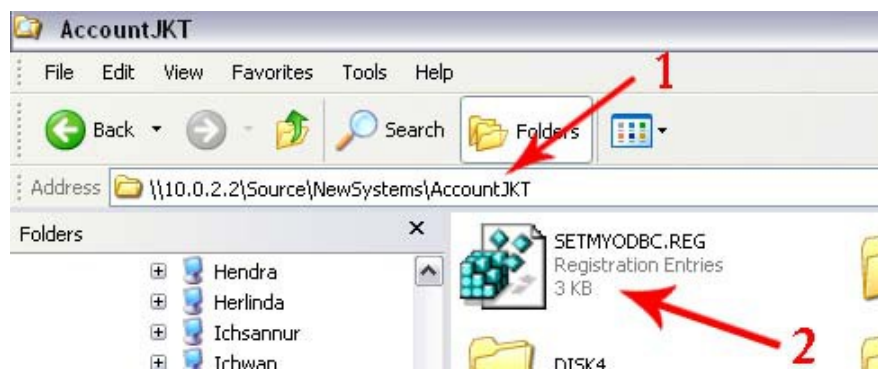 AccountJKT
File Edit View Favorites Tools Help
1
Back Search Folders
Address \\10.0.2.2\Source\NewSystems\AccountJKT
Folders
SETMYODBC.REG
Registration Entries
3 KB
Hendra
Herlinda
Ichsannur
Ichwan
DISK4
2